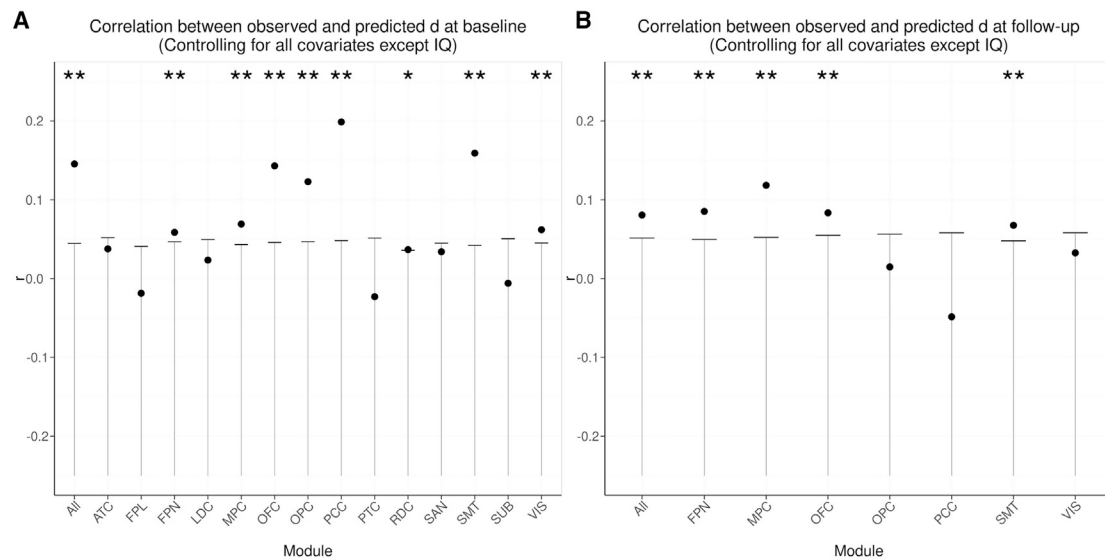 A
Correlation between observed and predicted d at baseline
(Controlling for all covariates except IQ)
** ** ** ** ** ** * ** **
0.2
0.1
0.0
-0.1
-0.2
r
All ATC FPL FPN LDC MPC OFC OPC PCC PTC RDC SAN SMT SUB VIS
Module
B
Correlation between observed and predicted d at follow-up
(Controlling for all covariates except IQ)
** ** ** ** **
0.2
0.1
0.0
-0.1
-0.2
r
All FPN MPC OFC OPC PCC SMT VIS
Module